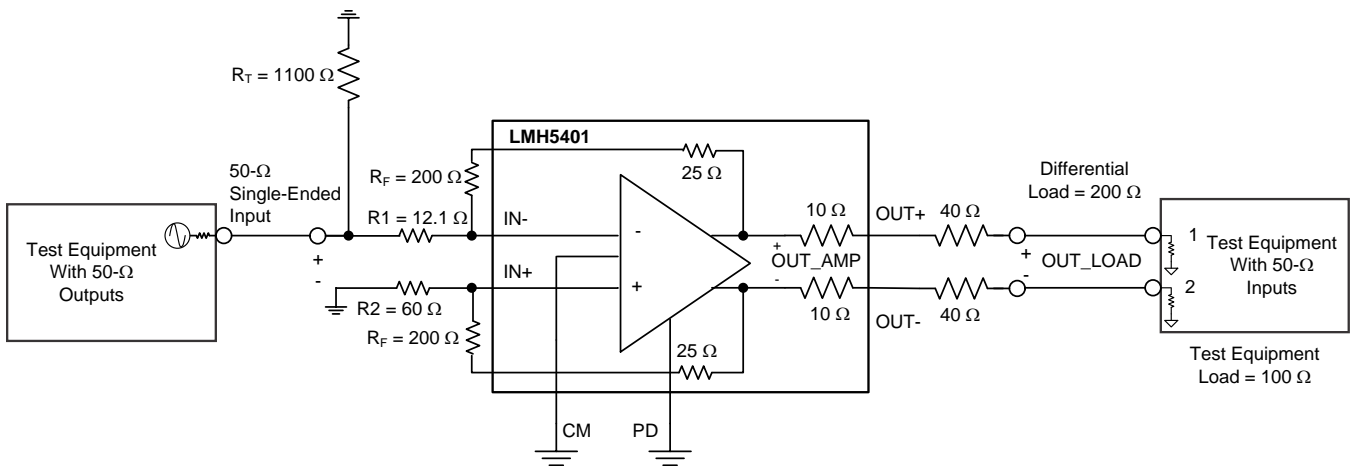 R_T = 1100 Ω
50-Ω
Single-Ended
Input
Test Equipment
With 50-Ω
Outputs
+
-
R1 = 12.1 Ω
R2 = 60 Ω
R_F = 200 Ω
R_F = 200 Ω
LMH5401
25 Ω
25 Ω
IN-
IN+
-
+
CM
PD
10 Ω
+
OUT_AMP
-
10 Ω
OUT+
OUT-
40 Ω
40 Ω
Differential
Load = 200 Ω
+
OUT_LOAD
-
1
2
Test Equipment
With 50-Ω
Inputs
Test Equipment
Load = 100 Ω